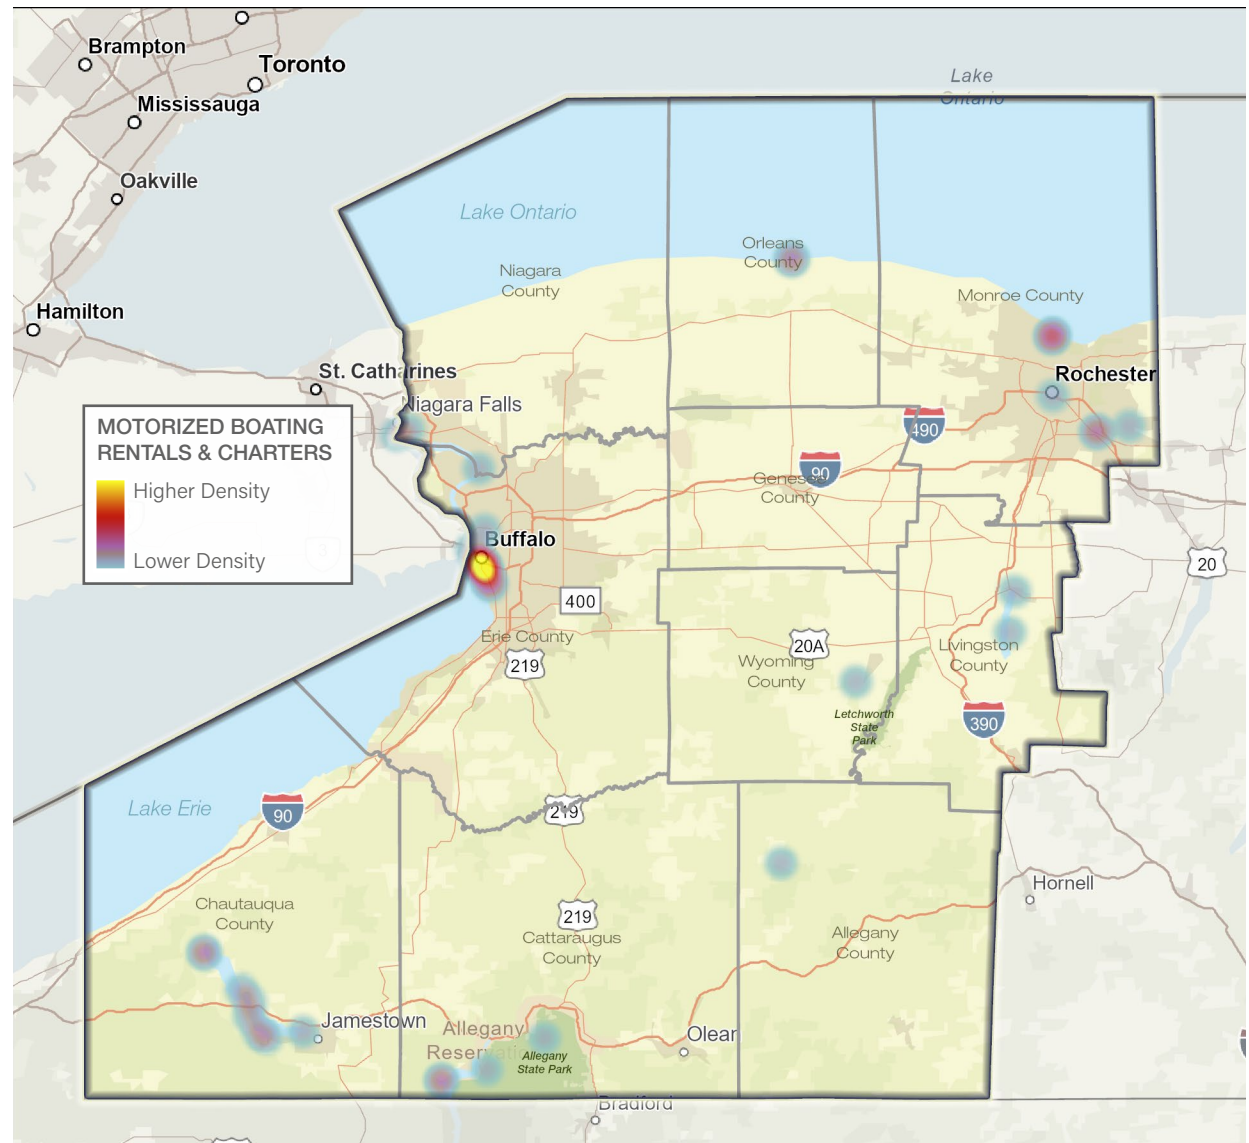 Brampton
Toronto
Mississauga
Lake
Ontario
Oakville
Lake Ontario
Orleans
County
Niagara
County
Monroe County
Hamilton
St. Catharines
Rochester
Niagara Falls
490
MOTORIZED BOATING
RENTALS & CHARTERS
Higher Density
Lower Density
90
Genesee
County
Buffalo
20
400
Erie County
219
20A
Wyoming
County
Livingston
County
Letchworth
State
Park
390
Lake Erie
90
219
Hornell
Chautauqua
County
219
Cattaraugus
County
Allegany
County
Jamestown
Allegany
Reservati
Allegany
State Park
Olean
Bradford